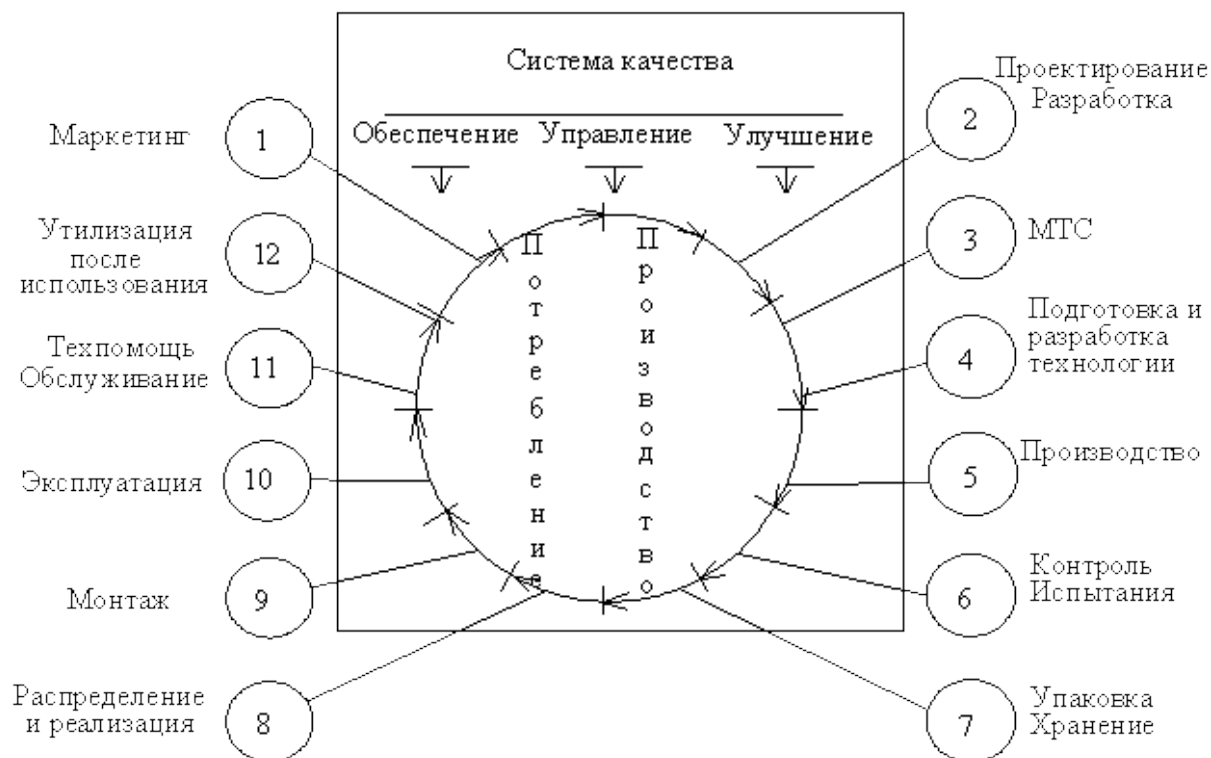 Система качества
Обеспечение Управление Улучшение
Маркетинг
1
Проектирование
Разработка
2
МТС
3
Подготовка и
разработка
технологии
4
Производство
5
Контроль
Испытания
6
Упаковка
Хранение
7
Распределение
и реализация
8
Монтаж
9
Эксплуатация
10
Техпомощь
Обслуживание
11
Утилизация
после
использования
12
Потребление
Производство